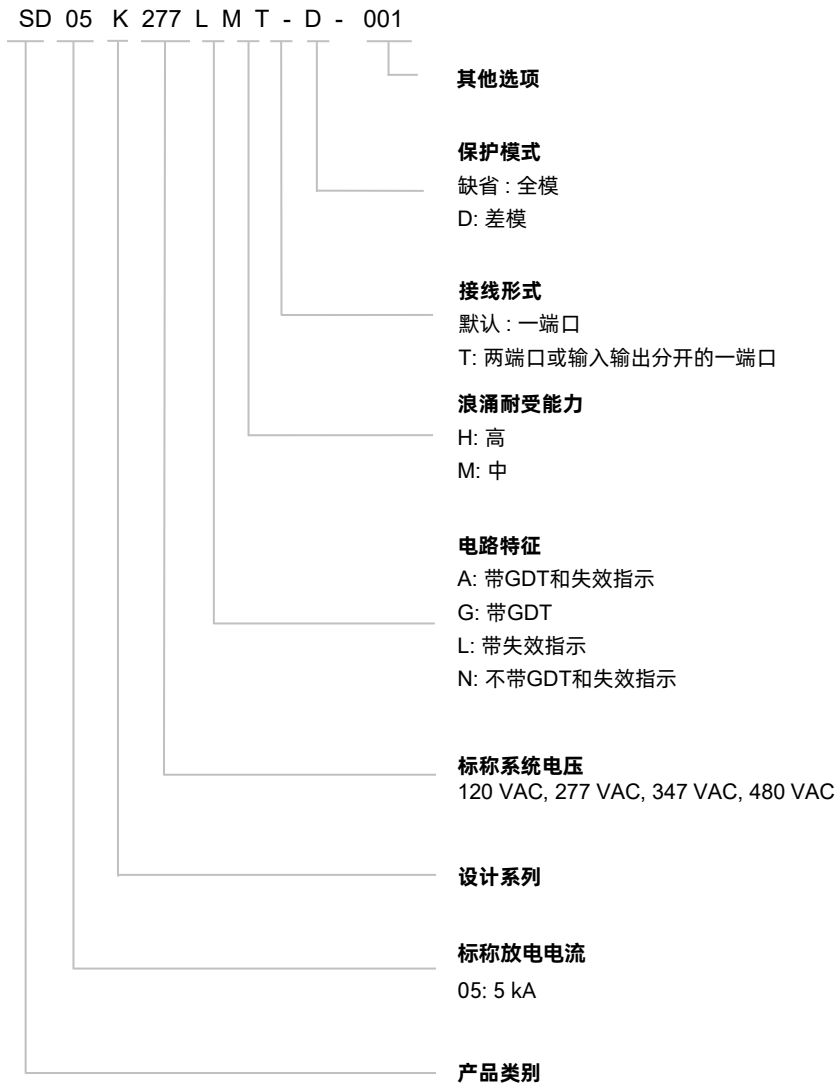 SD 05 K 277 L M T - D - 001
其他选项
保护模式
缺省 : 全模
D: 差模
接线形式
默认 : 一端口
T: 两端口或输入输出分开的一端口
浪涌耐受能力
H: 高
M: 中
电路特征
A: 带GDT和失效指示
G: 带GDT
L: 带失效指示
N: 不带GDT和失效指示
标称系统电压
120 VAC, 277 VAC, 347 VAC, 480 VAC
设计系列
标称放电电流
05: 5 kA
产品类别